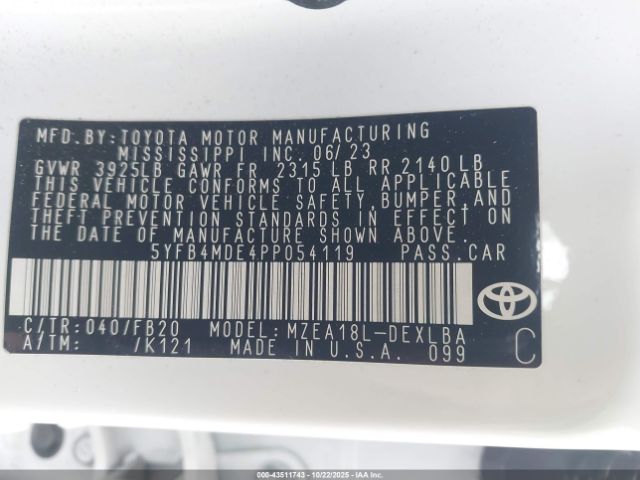 MFD. BY: TOYOTA MOTOR MANUFACTURING
MISSISSIPPI INC. 06/23
GVWR 3925LB GAWR FR 2315 LB RR 2140 LB
THIS VEHICLE CONFORMS TO ALL APPLICABLE
FEDERAL MOTOR VEHICLE SAFETY, BUMPER, AND
THEFT PREVENTION STANDARDS IN EFFECT ON
THE DATE OF MANUFACTURE SHOWN ABOVE.
5YFB4MDE4PP054119 PASS. CAR
C/TR: 040/FB20 MODEL: MZEA18L-DEXLBA
A/TM: /K121 MADE IN U.S.A. 099
C
000-43511743 | 10/22/2025 | IAA, Inc.